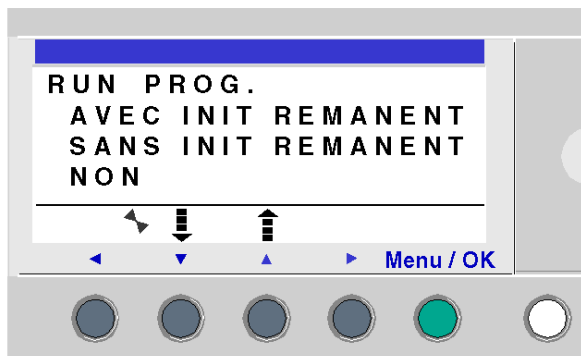 RUN PROG.
AVEC INIT REMANENT
SANS INIT REMANENT
NON
Menu / OK